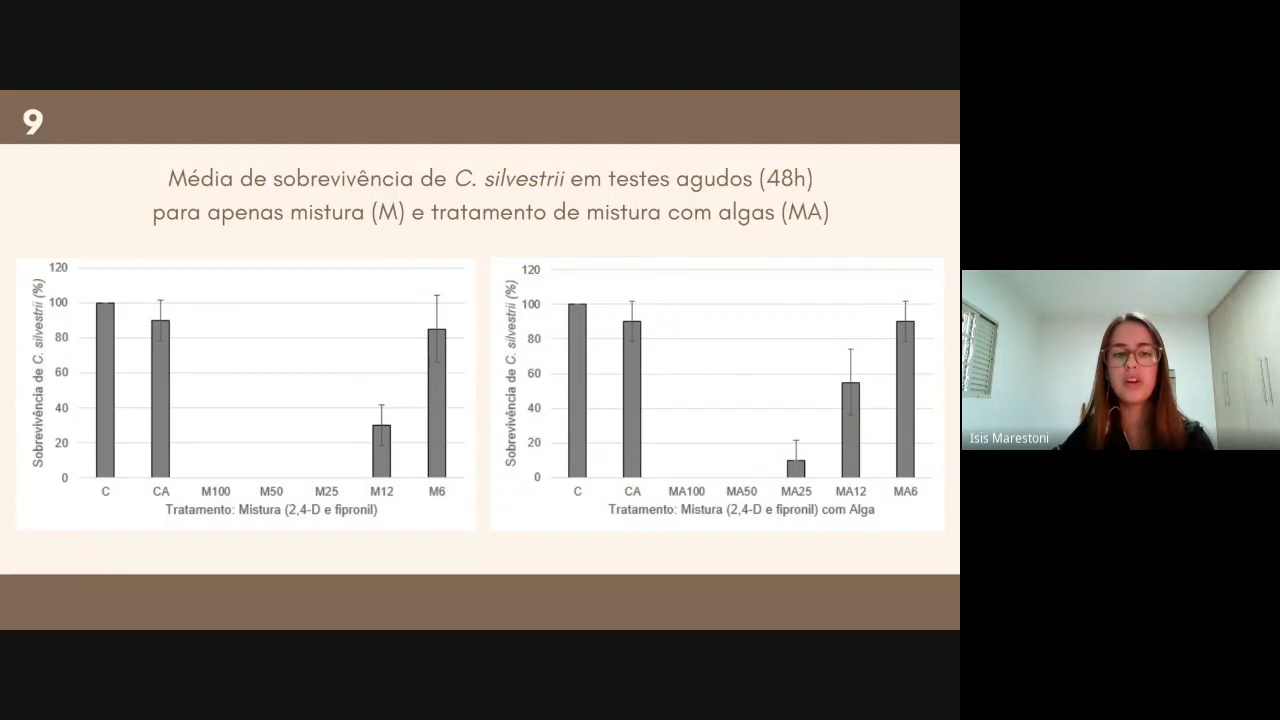 9
Média de sobrevivência de C. silvestrii em testes agudos (48h)
para apenas mistura (M) e tratamento de mistura com algas (MA)
Sobrevivência de C. silvestrii (%)
120
100
80
60
40
20
0
C CA M100 M50 M25 M12 M6
Tratamento: Mistura (2,4-D e fipronil)
Sobrevivência de C. silvestrii (%)
120
100
80
60
40
20
0
C CA MA100 MA50 MA25 MA12 MA6
Tratamento: Mistura (2,4-D e fipronil) com Alga
Isis Marestoni